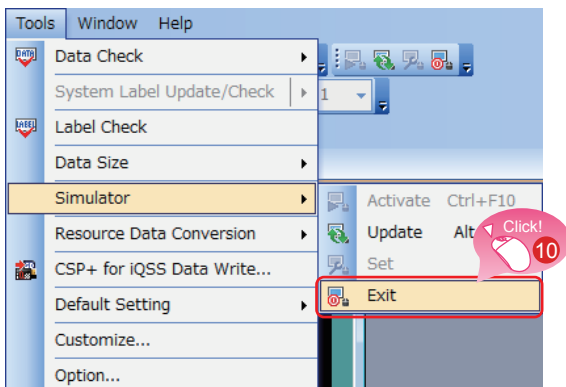 Tools Window Help
Data Check
System Label Update/Check 1
Label Check
Data Size
Simulator
Activate Ctrl+F10
Resource Data Conversion
Update Alt
Click!
10
CSP+ for iQSS Data Write...
Set
Default Setting
Exit
Customize...
Option...